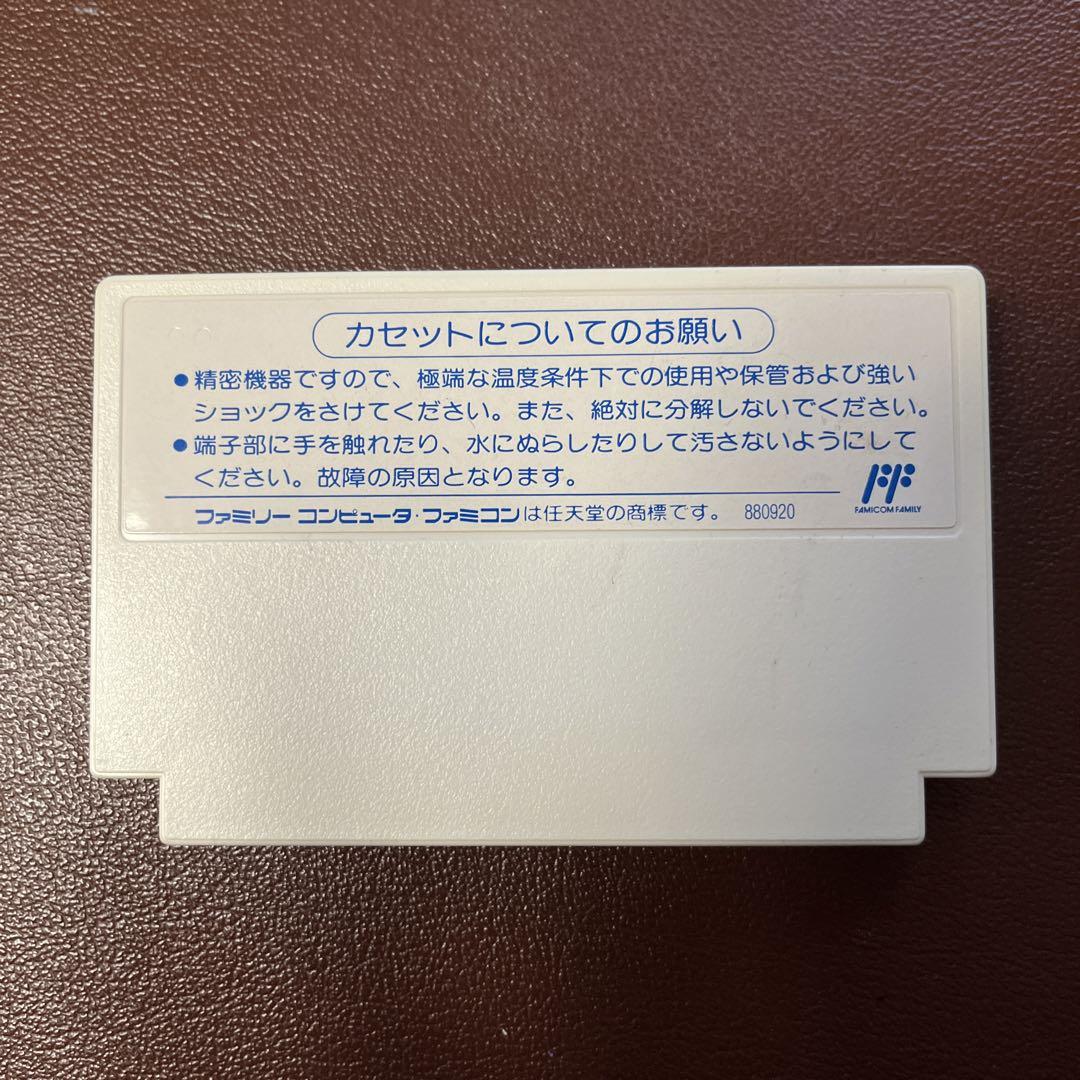 カセットについてのお願い
●精密機器ですので、極端な温度条件下での使用や保管および強い
ショックをさけてください。また、絶対に分解しないでください。
●端子部に手を触れたり、水にぬらしたりして汚さないようにして
ください。故障の原因となります。
FF
FAMICOM FAMILY
ファミリー コンピュータ・ファミコンは任天堂の商標です。 880920